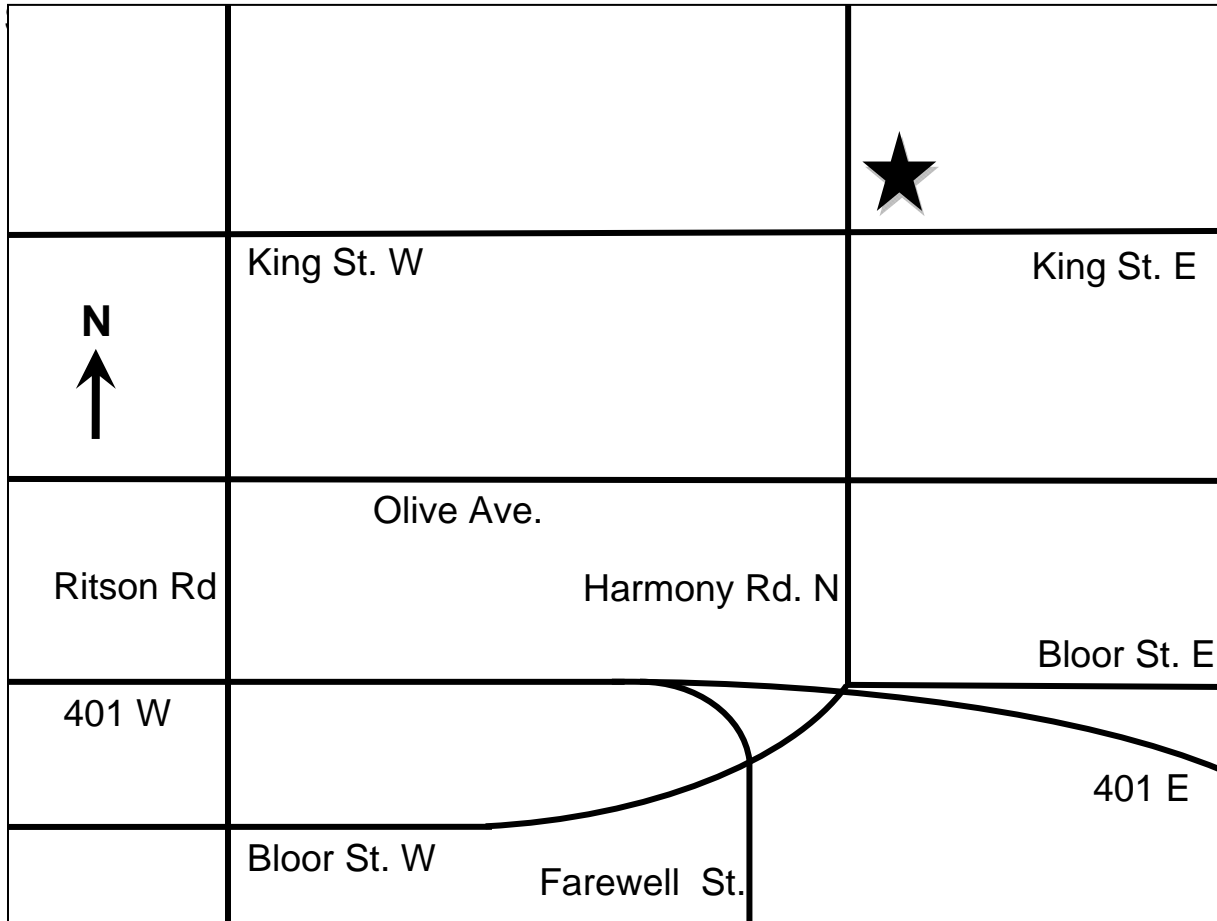 King St. W
King St. E
N
Olive Ave.
Ritson Rd
Harmony Rd. N
Bloor St. E
401 W
401 E
Bloor St. W
Farewell St.